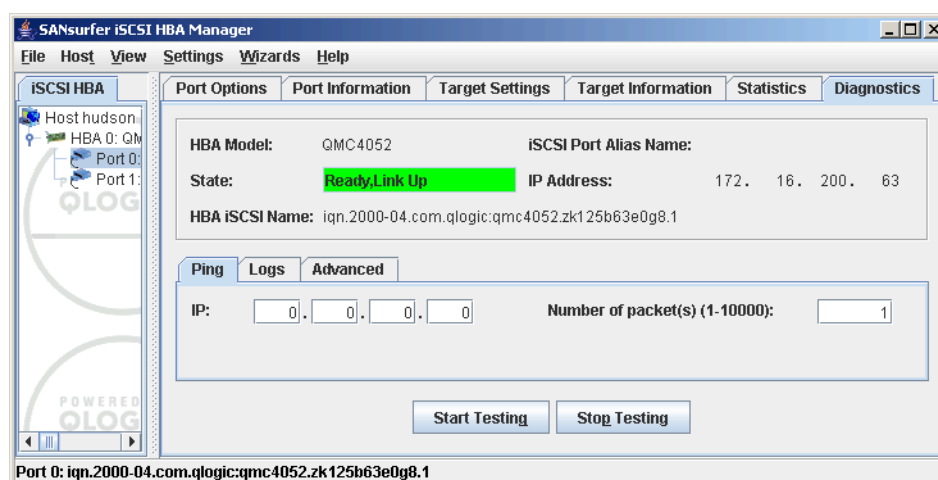 SANsurfer iSCSI HBA Manager
File Host View Settings Wizards Help
iSCSI HBA
Port Options Port Information Target Settings Target Information Statistics Diagnostics
Host hudson
HBA 0: QM
Port 0:
Port 1:
QLOG
HBA Model: QMC4052 iSCSI Port Alias Name:
State: Ready,Link Up IP Address: 172. 16. 200. 63
HBA iSCSI Name: iqn.2000-04.com.qlogic:qmc4052.zk125b63e0g8.1
Ping Logs Advanced
IP: 0. 0. 0. 0 Number of packet(s) (1-10000): 1
POWERED
QLOG
Start Testing Stop Testing
Port 0: iqn.2000-04.com.qlogic:qmc4052.zk125b63e0g8.1